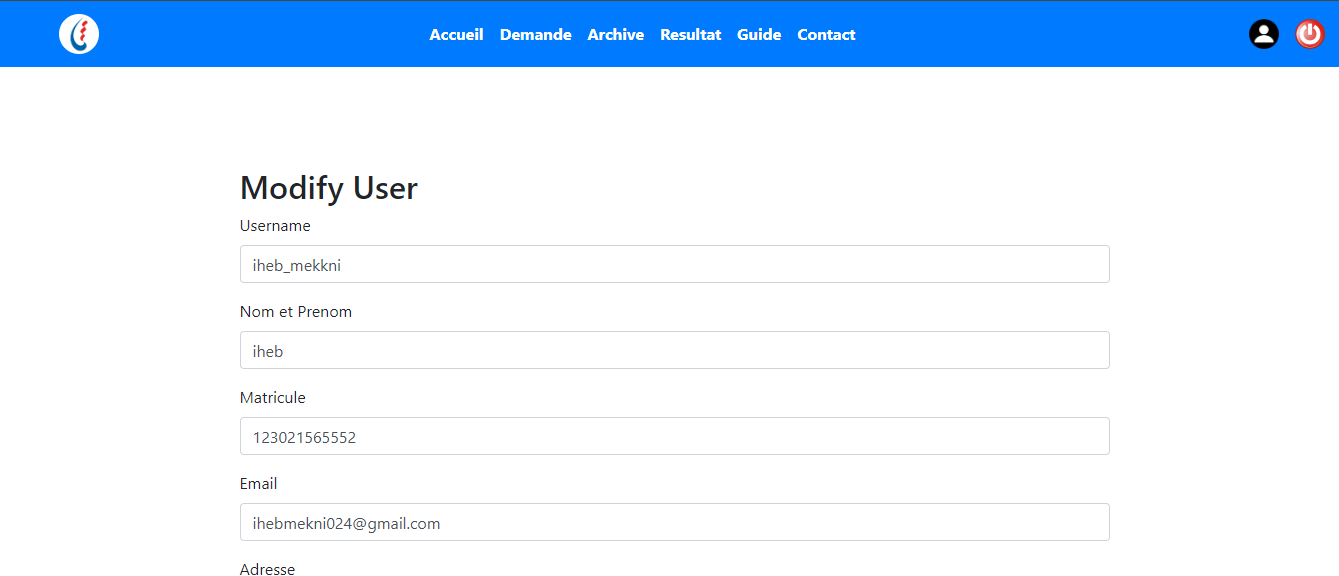 Accueil Demande Archive Resultat Guide Contact
Modify User
Username
iheb_mekkni
Nom et Prenom
iheb
Matricule
123021565552
Email
ihebmekni024@gmail.com
Adresse